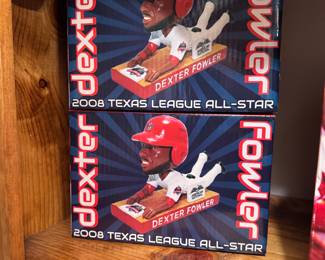 dexter
fowler
DEXTER FOWLER
2008 TEXAS LEAGUE ALL-STAR
dexter
fowler
DEXTER FOWLER
2008 TEXAS LEAGUE ALL-STAR